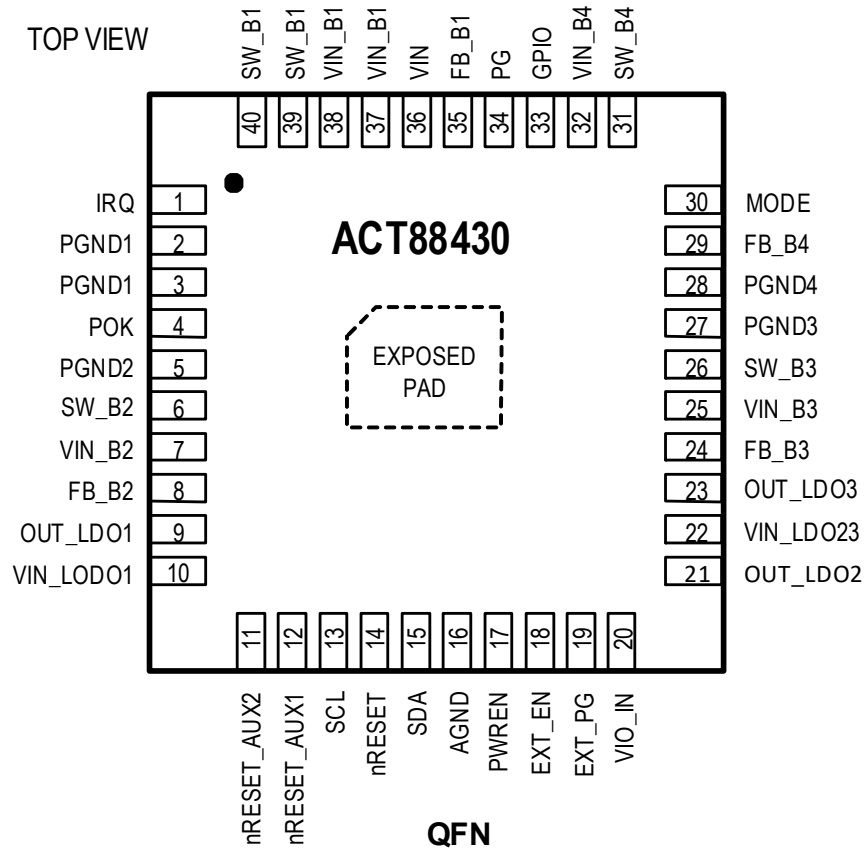 TOP VIEW
SW_B1
SW_B1
VIN_B1
VIN_B1
VIN
FB_B1
PG
GPIO
VIN_B4
SW_B4
40
39
38
37
36
35
34
33
32
31
IRQ 1
PGND1 2
PGND1 3
POK 4
PGND2 5
SW_B2 6
VIN_B2 7
FB_B2 8
OUT_LDO1 9
VIN_LODO1 10
ACT88430
EXPOSED
PAD
30 MODE
29 FB_B4
28 PGND4
27 PGND3
26 SW_B3
25 VIN_B3
24 FB_B3
23 OUT_LDO3
22 VIN_LDO23
21 OUT_LDO2
11
12
13
14
15
16
17
18
19
20
nRESET_AUX2
nRESET_AUX1
SCL
nRESET
SDA
AGND
PWREN
EXT_EN
EXT_PG
VIO_IN
QFN